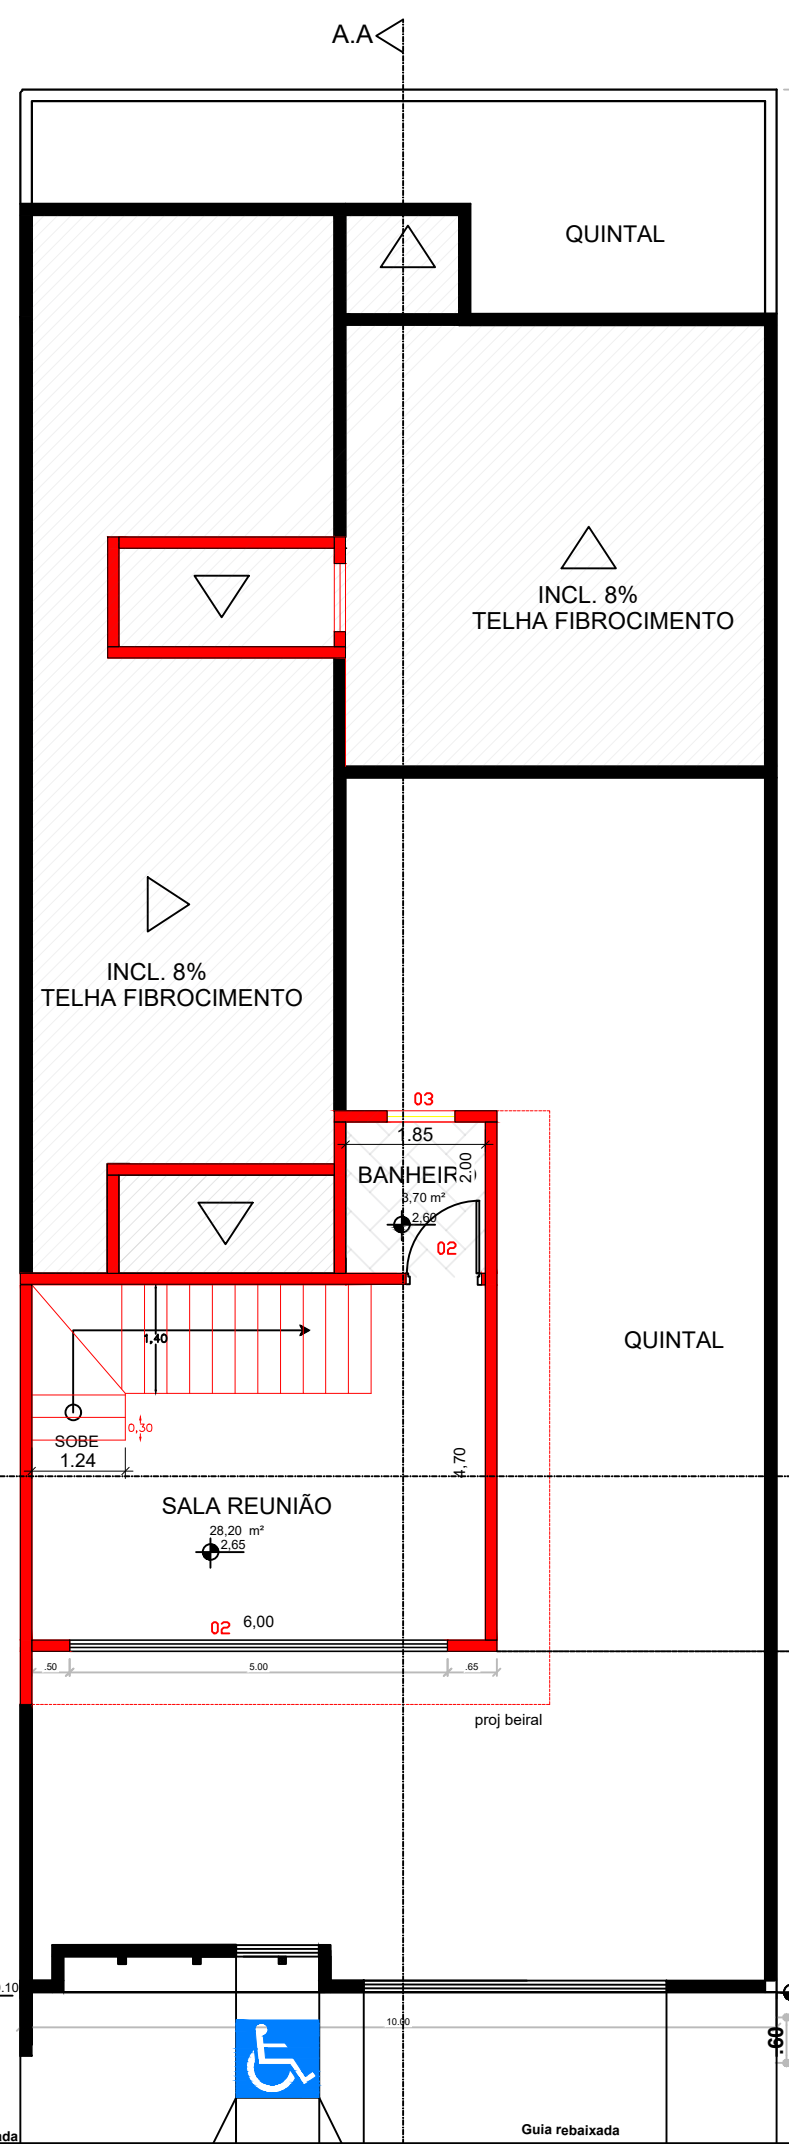 A.A
QUINTAL
INCL. 8%
TELHA FIBROCIMENTO
INCL. 8%
TELHA FIBROCIMENTO
03
1.85
BANHEIR
2.00
3,70 m²
2,60
02
1,40
QUINTAL
0,30
SOBE
1.24
4,70
SALA REUNIÃO
28,20 m²
2,65
02 6,00
.50
5.00
.65
proj beiral
.10
10.00
.60
Guia rebaixada
ada